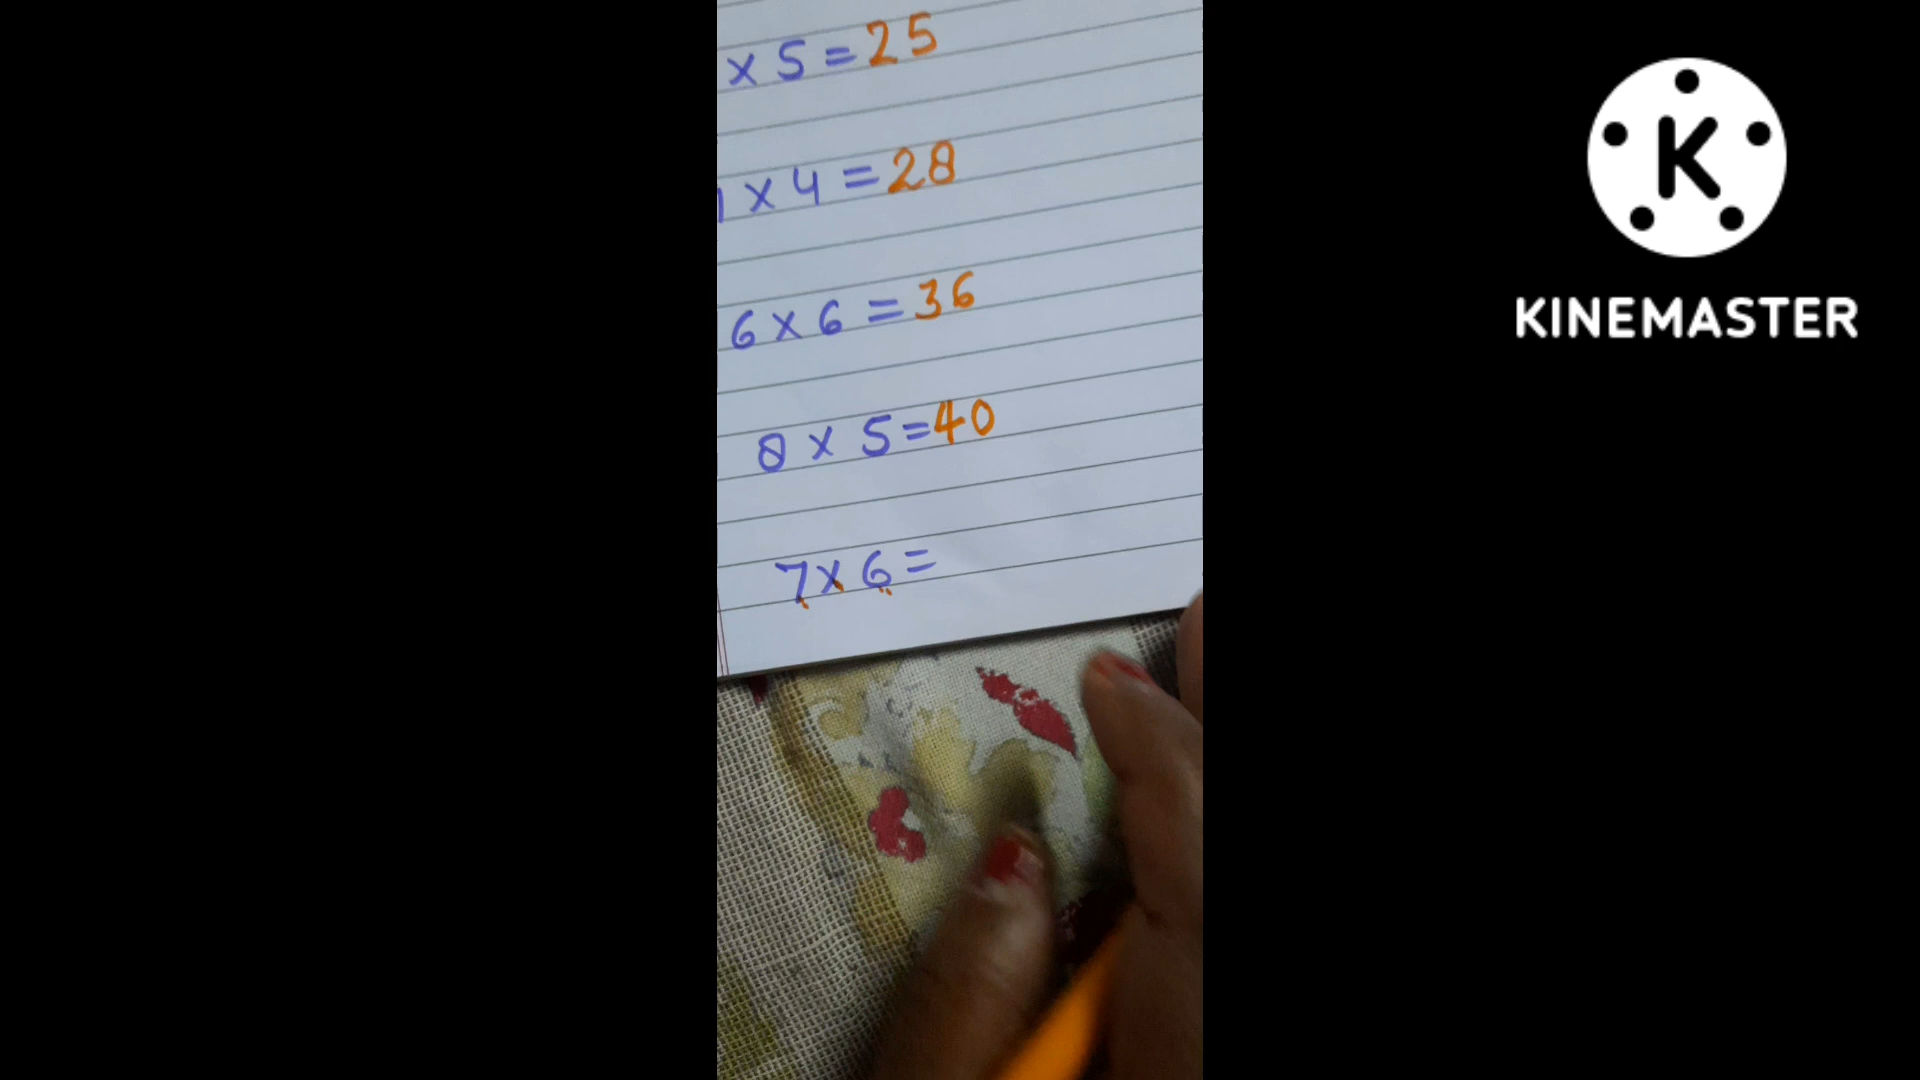 x 5 = 25
x 4 = 28
6 x 6 = 36
8 x 5 = 40
7 x 6 =
K
KINEMASTER